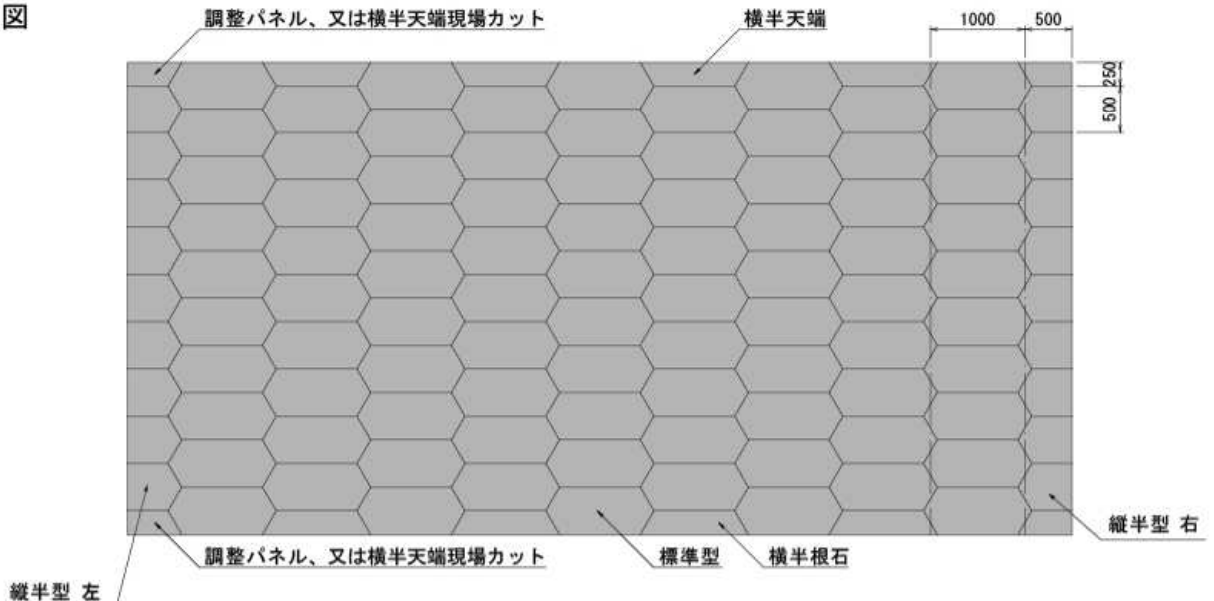 図
調整パネル、又は横半天端現場カット
横半天端
1000
500
250
500
縦半型 右
調整パネル、又は横半天端現場カット
標準型
横半根石
縦半型 左